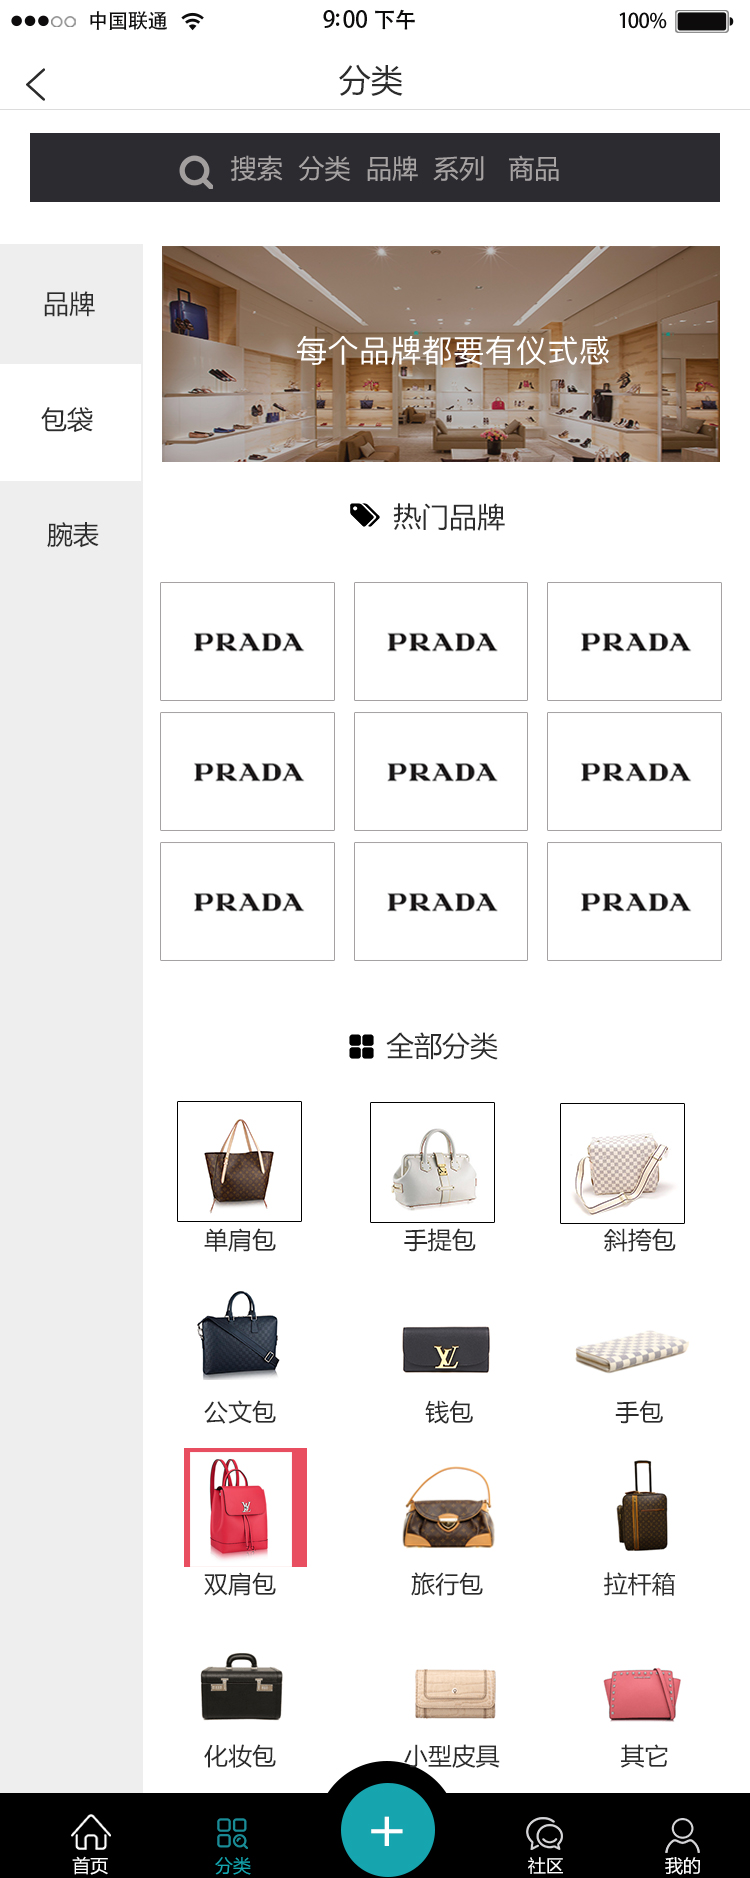 中国联通 9:00 下午 100%
分类
搜索 分类 品牌 系列 商品
品牌
包袋
腕表
每个品牌都要有仪式感
热门品牌
PRADA PRADA PRADA
PRADA PRADA PRADA
PRADA PRADA PRADA
全部分类
单肩包 手提包 斜挎包
公文包 钱包 手包
双肩包 旅行包 拉杆箱
化妆包 小型皮具 其它
首页 分类 社区 我的